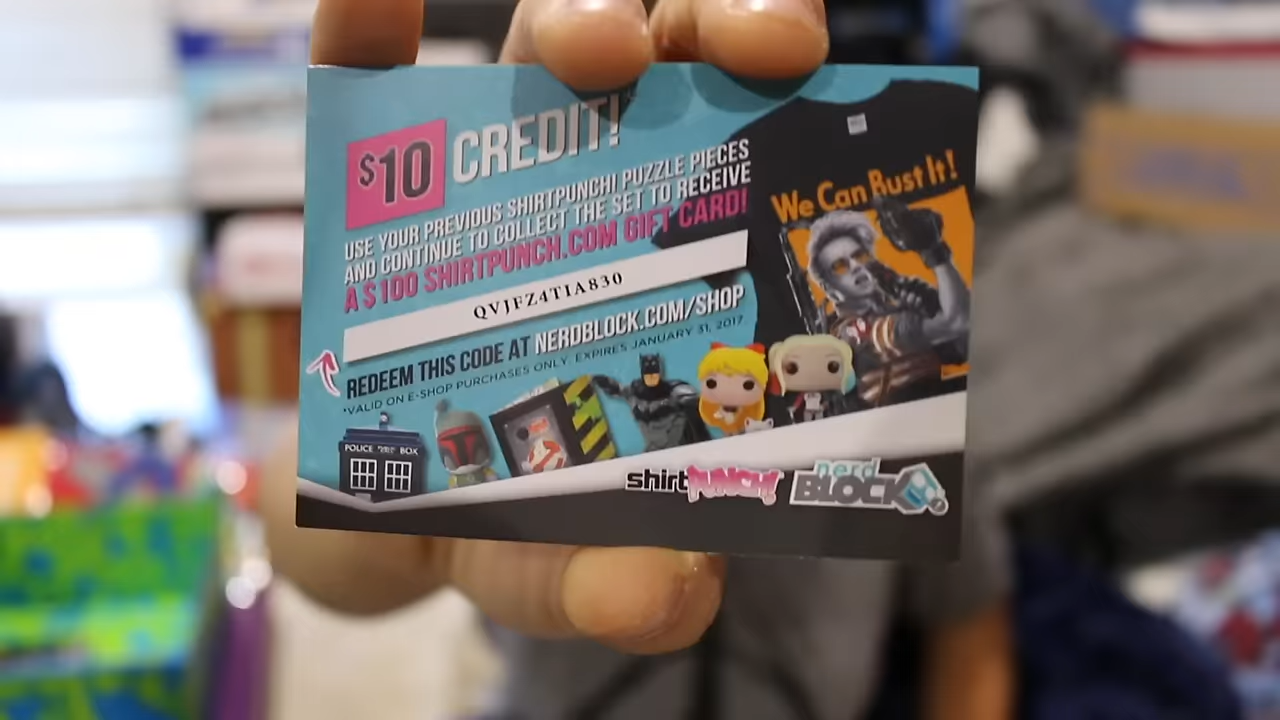 $10 CREDIT!
USE YOUR PREVIOUS SHIRTPUNCH! PUZZLE PIECES
AND CONTINUE TO COLLECT THE SET TO RECEIVE
A $100 SHIRTPUNCH.COM GIFT CARD!
QVJFZ4TIA830
REDEEM THIS CODE AT NERDBLOCK.COM/SHOP
*VALID ON E-SHOP PURCHASES ONLY. EXPIRES JANUARY 31, 2017
We Can Bust It!
POLICE BOX
shirtPUNCH!
nerd
BLOCK